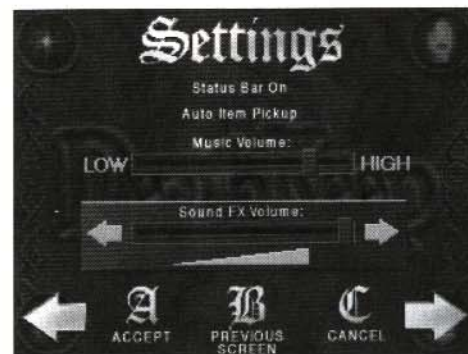 Settings
Status Bar On
Auto Item Pickup
Music Volume:
LOW HIGH
Sound FX Volume:
A B C
ACCEPT PREVIOUS SCREEN CANCEL